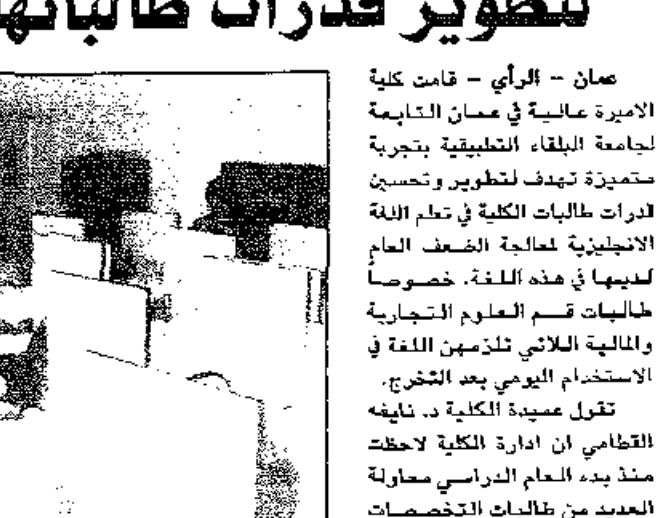 لتطوير قدرات طالباتها
عمان - الرأي - قامت كلية
الاميرة عالية في عمان التابعة
لجامعة البلقاء التطبيقية بتجربة
متميزة تهدف لتطوير وتحسين
قدرات طالبات الكلية في تعلم اللغة
الانجليزية لمعالجة الضعف العام
لديها في هذه اللغة. خصوصاً
طالبات قسم العلوم التجارية
والمالية اللاتي تلزمهن اللغة في
الاستخدام اليومي بعد التخرج.
تقول عميدة الكلية د. نايفه
القطامي ان ادارة الكلية لاحظت
منذ بدء العام الدراسي محاولة
العديد من طالبات التخصصات